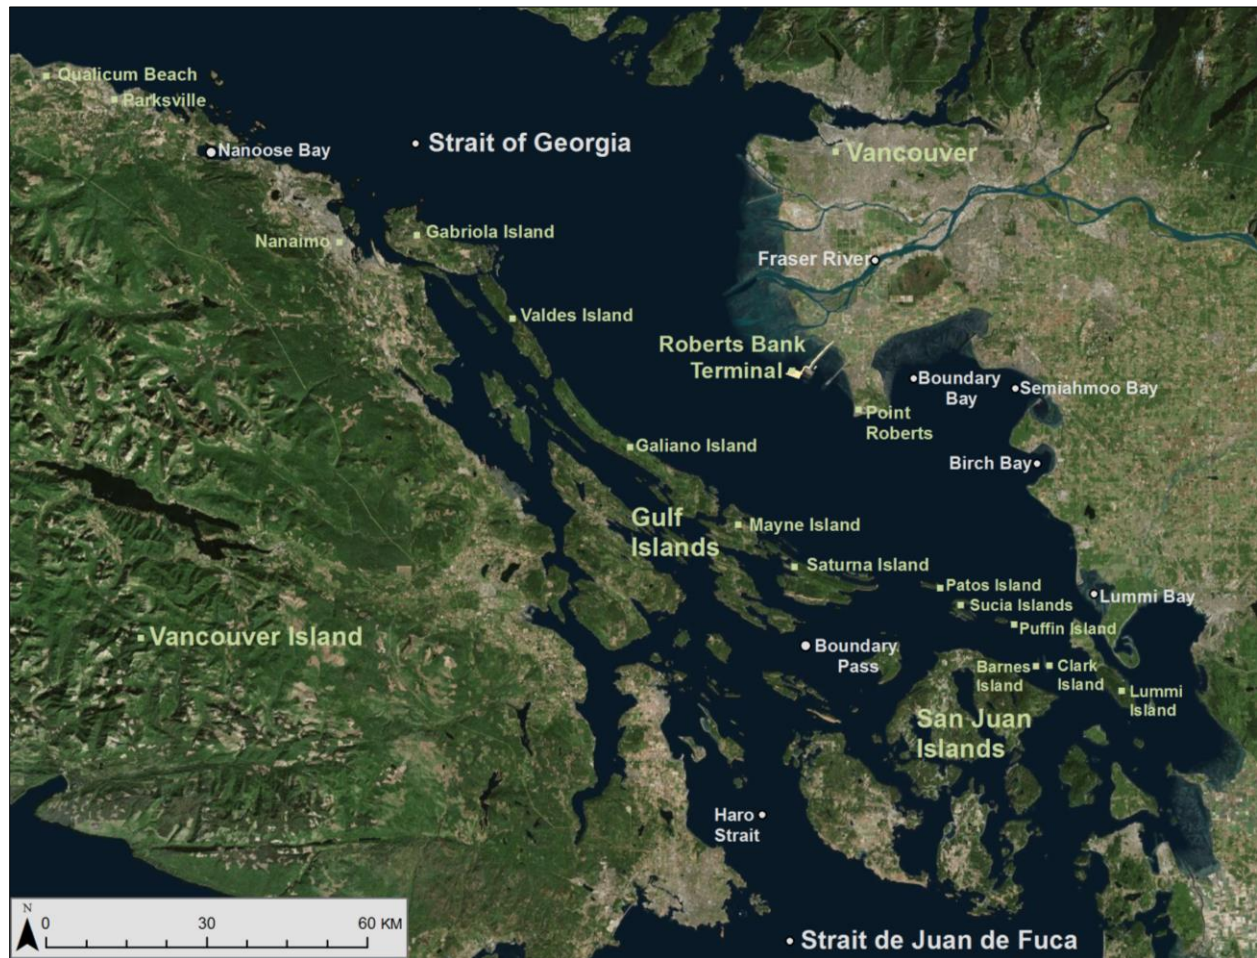 Qualicum Beach
Parksville
Nanoose Bay
Strait of Georgia
Vancouver
Nanaimo
Gabriola Island
Fraser River
Valdes Island
Roberts Bank
Terminal
Boundary
Bay
Semiahmoo Bay
Point
Roberts
Galiano Island
Birch Bay
Gulf
Islands
Mayne Island
Saturna Island
Patos Island
Sucia Islands
Lummi Bay
Puffin Island
Vancouver Island
Boundary
Pass
Barnes
Island
Clark
Island
Lummi
Island
San Juan
Islands
Haro
Strait
N
0 30 60 KM
Strait de Juan de Fuca